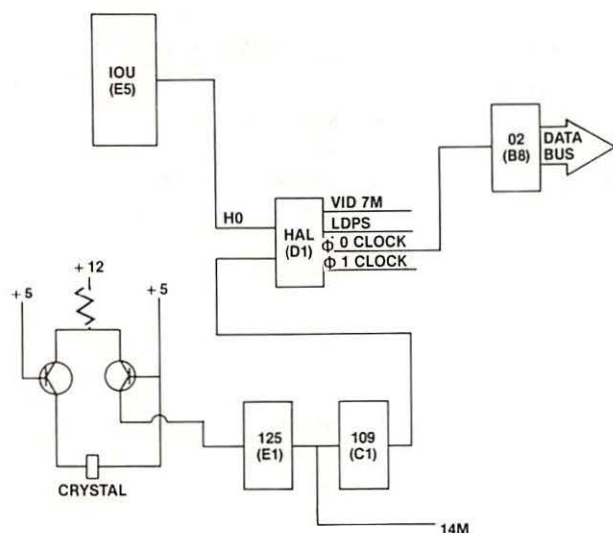 IOU
(E5)
02
(B8)
DATA
BUS
H0
HAL
(D1)
VID 7M
LDPS
Φ 0 CLOCK
Φ 1 CLOCK
+ 12
+ 5
+ 5
125
(E1)
109
(C1)
CRYSTAL
14M